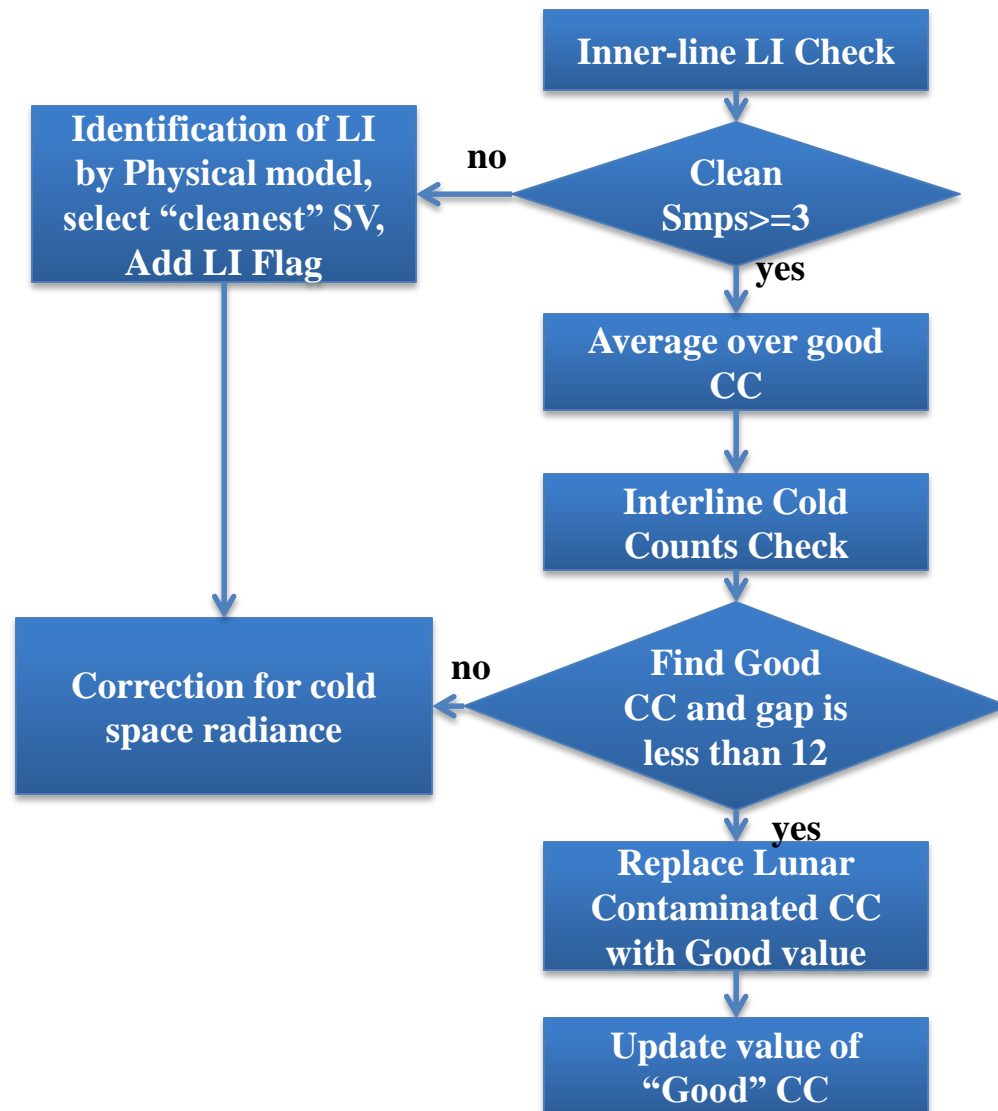 Inner-line LI Check
Identification of LI
by Physical model,
select “cleanest” SV,
Add LI Flag
no
Clean
Smps>=3
yes
Average over good
CC
Interline Cold
Counts Check
Correction for cold
space radiance
no
Find Good
CC and gap is
less than 12
yes
Replace Lunar
Contaminated CC
with Good value
Update value of
“Good” CC